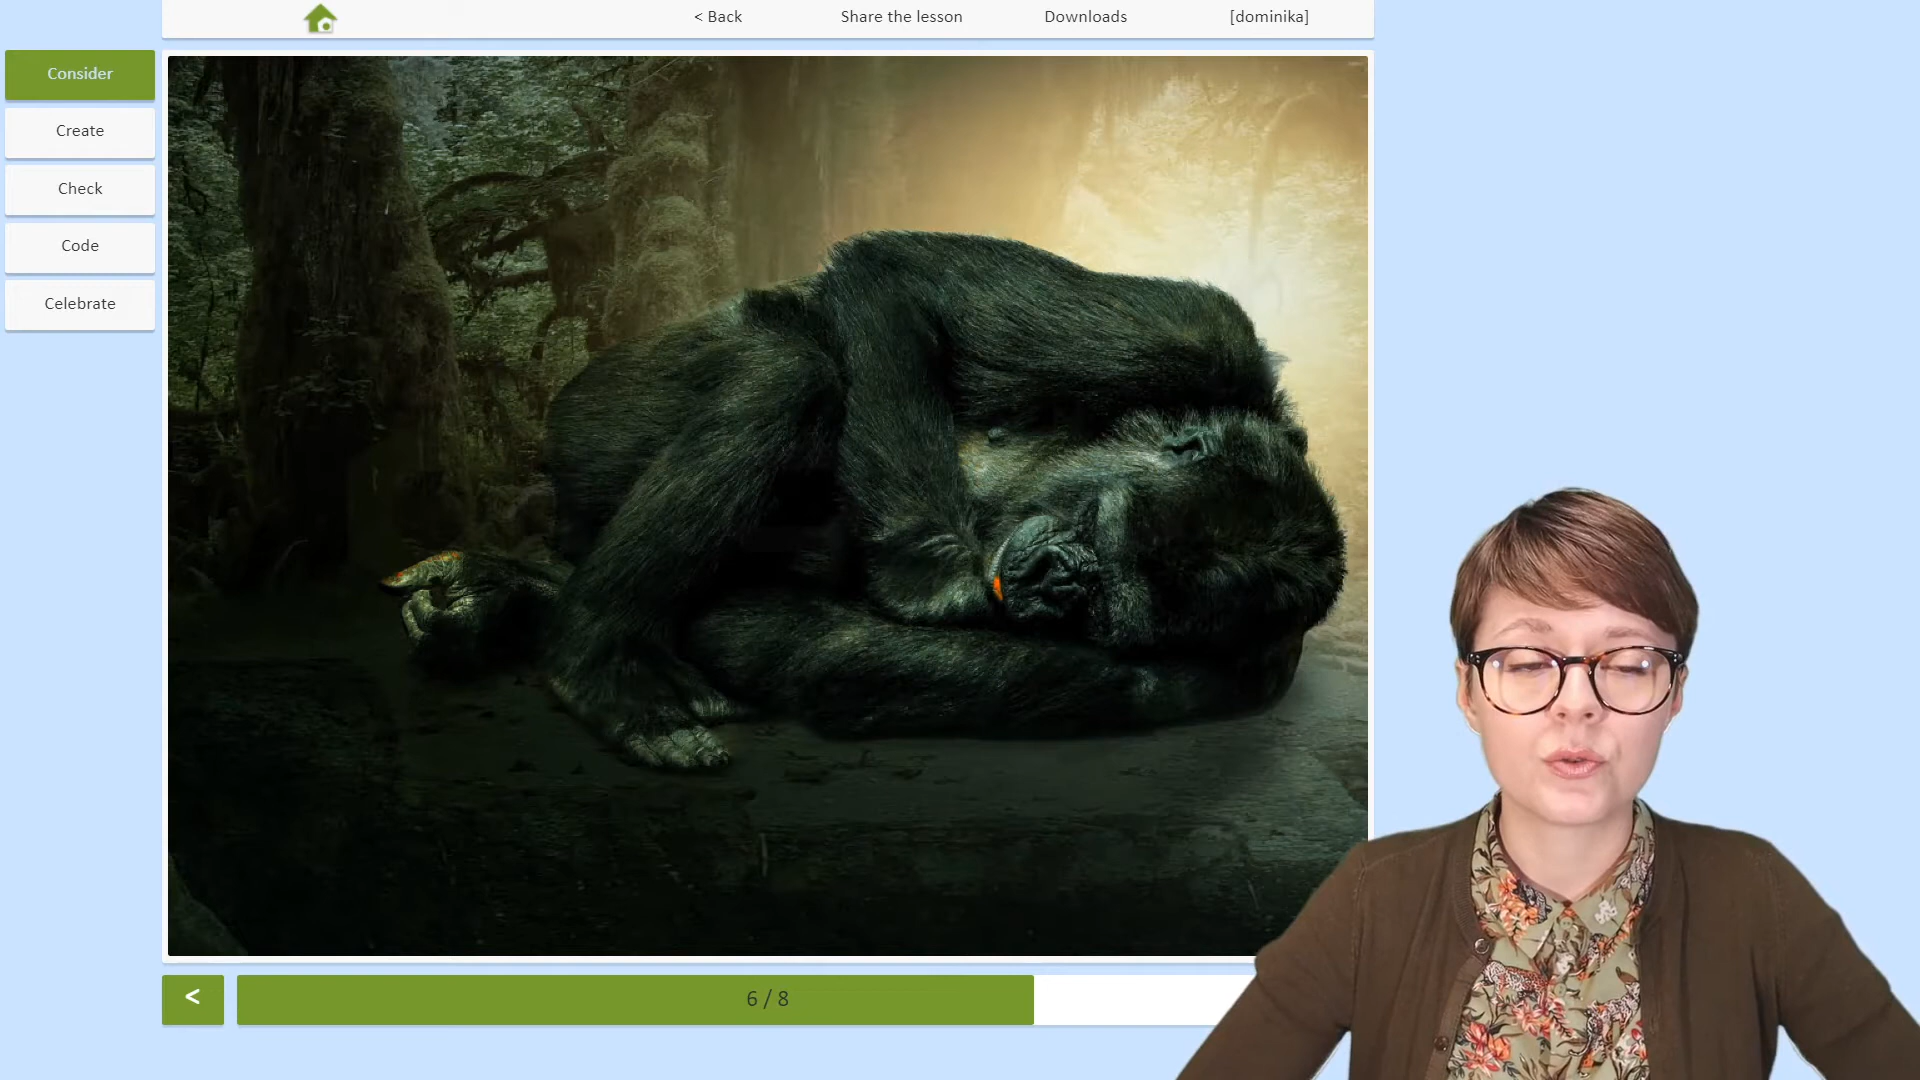 < Back
Share the lesson
Downloads
[dominika]
Consider
Create
Check
Code
Celebrate
<
6 / 8